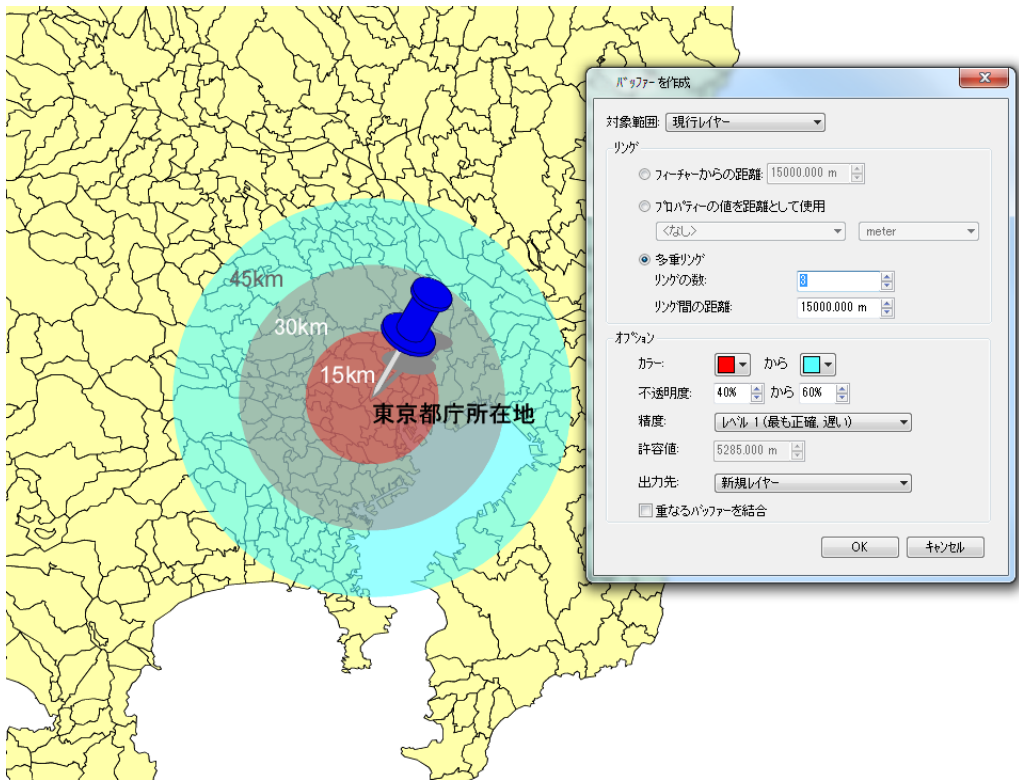 45km
30km
15km
東京都庁所在地
バッファーを作成
対象範囲: 現行レイヤー
リング
フィーチャーからの距離: 15000.000 m
プロパティーの値を距離として使用
<なし> meter
多重リング
リングの数: 3
リング間の距離: 15000.000 m
オプション
カラー: から
不透明度: 40% から 60%
精度: レベル 1 (最も正確, 遅い)
許容値: 5285.000 m
出力先: 新規レイヤー
重なるバッファーを結合
OK キャンセル